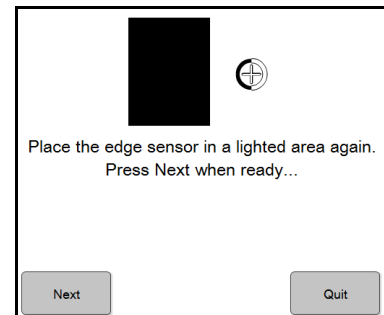 Place the edge sensor in a lighted area again.
Press Next when ready...
Next
Quit